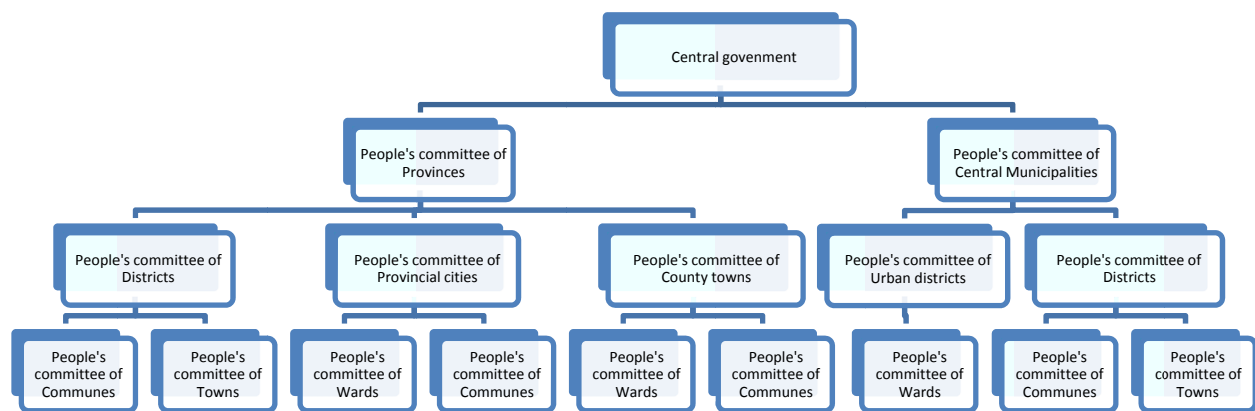 Central govenment
People's committee of
Provinces
People's committee of
Central Municipalities
People's committee of
Districts
People's committee of
Provincial cities
People's committee of
County towns
People's committee of
Urban districts
People's committee of
Districts
People's
committee of
Communes
People's
committee of
Towns
People's
committee of
Wards
People's
committee of
Communes
People's
committee of
Wards
People's
committee of
Communes
People's
committee of
Wards
People's
committee of
Communes
People's
committee of
Towns